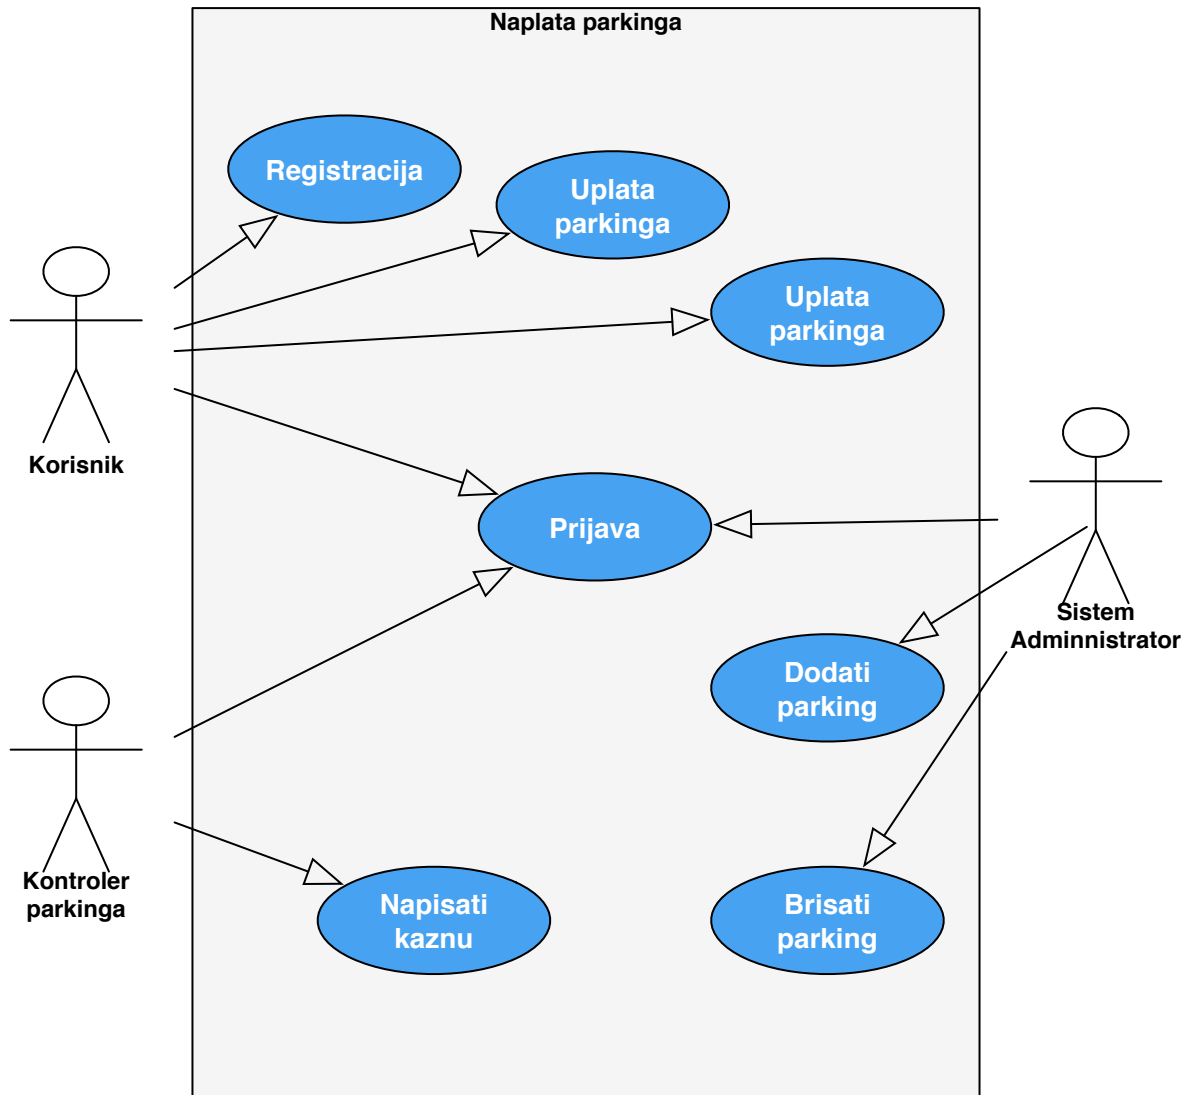 Naplata parkinga
Registracija
Uplata
parkinga
Uplata
parkinga
Korisnik
Prijava
Sistem
Adminnistrator
Dodati
parking
Kontroler
parkinga
Napisati
kaznu
Brisati
parking